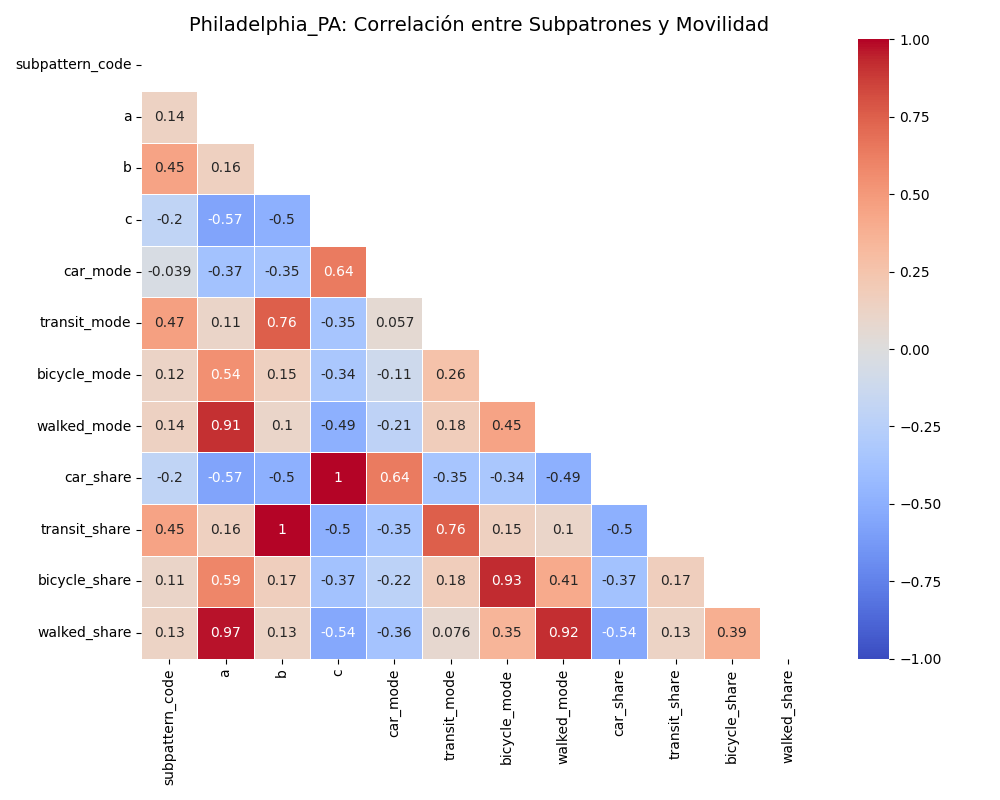 Philadelphia_PA: Correlación entre Subpatrones y Movilidad
subpattern_code
a 0.14
b 0.45 0.16
c -0.2 -0.57 -0.5
car_mode -0.039 -0.37 -0.35 0.64
transit_mode 0.47 0.11 0.76 -0.35 0.057
bicycle_mode 0.12 0.54 0.15 -0.34 -0.11 0.26
walked_mode 0.14 0.91 0.1 -0.49 -0.21 0.18 0.45
car_share -0.2 -0.57 -0.5 1 0.64 -0.35 -0.34 -0.49
transit_share 0.45 0.16 1 -0.5 -0.35 0.76 0.15 0.1 -0.5
bicycle_share 0.11 0.59 0.17 -0.37 -0.22 0.18 0.93 0.41 -0.37 0.17
walked_share 0.13 0.97 0.13 -0.54 -0.36 0.076 0.35 0.92 -0.54 0.13 0.39
subpattern_code a b c car_mode transit_mode bicycle_mode walked_mode car_share transit_share bicycle_share walked_share
1.00
0.75
0.50
0.25
0.00
−0.25
−0.50
−0.75
−1.00